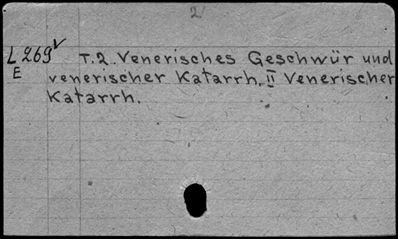 2
L 269ᵛ T.2. Venerisches Geschwür und
E venerischer Katarrh. II Venerischer
Katarrh.